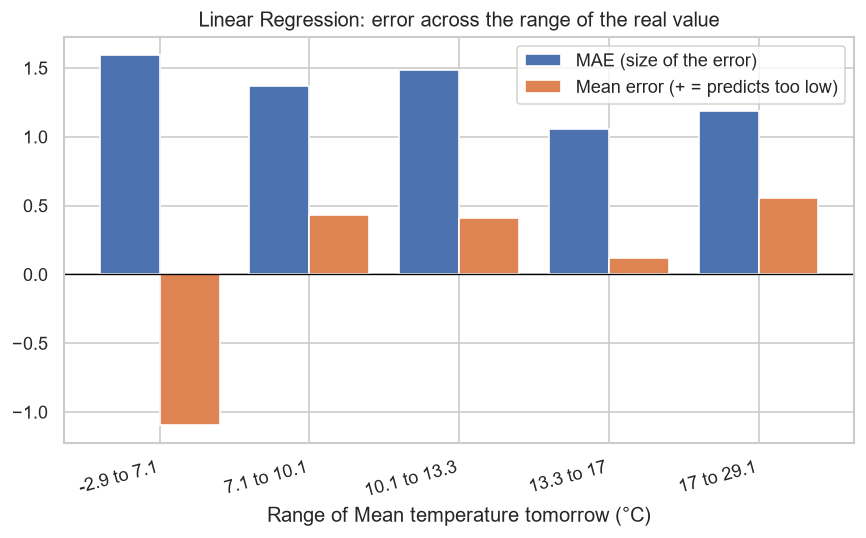 Linear Regression: error across the range of the real value
MAE (size of the error)
Mean error (+ = predicts too low)
1.5
1.0
0.5
0.0
−0.5
−1.0
-2.9 to 7.1
7.1 to 10.1
10.1 to 13.3
13.3 to 17
17 to 29.1
Range of Mean temperature tomorrow (°C)